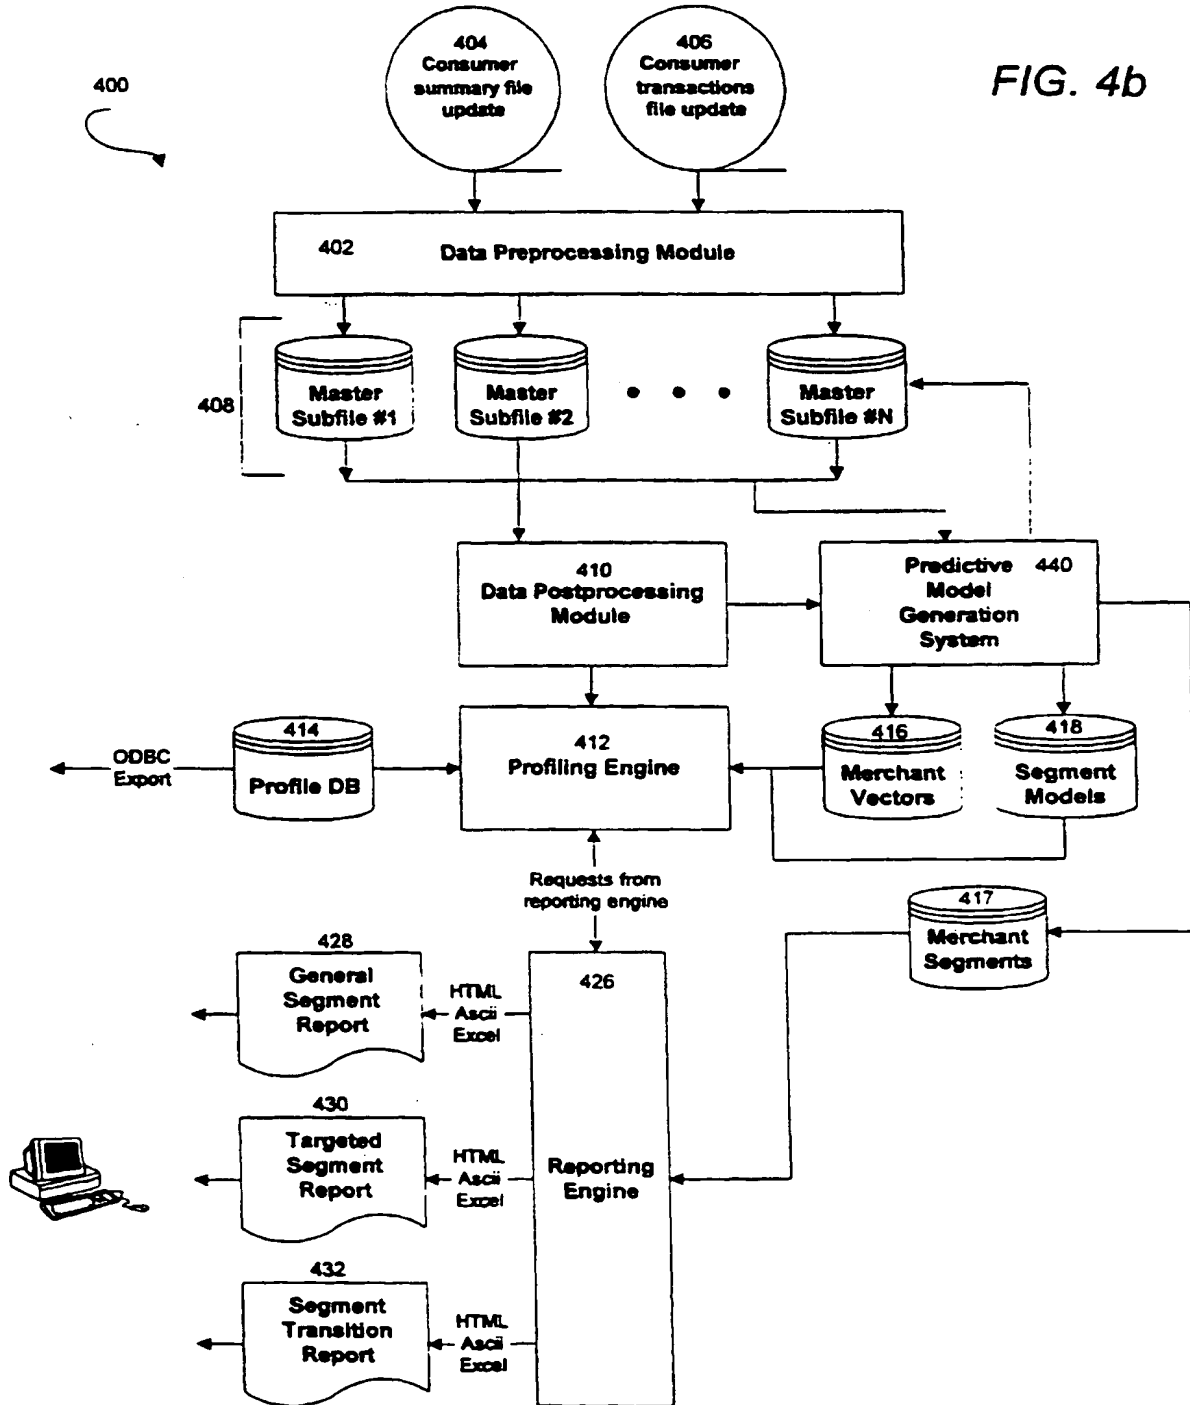 FIG. 4b
400
404
Consumer
summary file
update
406
Consumer
transactions
file update
402
Data Preprocessing Module
408
Master
Subfile #1
Master
Subfile #2
Master
Subfile #N
410
Data Postprocessing
Module
Predictive 440
Model
Generation
System
ODBC
Export
414
Profile DB
412
Profiling Engine
416
Merchant
Vectors
418
Segment
Models
Requests from
reporting engine
417
Merchant
Segments
428
General
Segment
Report
HTML
Ascii
Excel
426
Reporting
Engine
430
Targeted
Segment
Report
HTML
Ascii
Excel
432
Segment
Transition
Report
HTML
Ascii
Excel